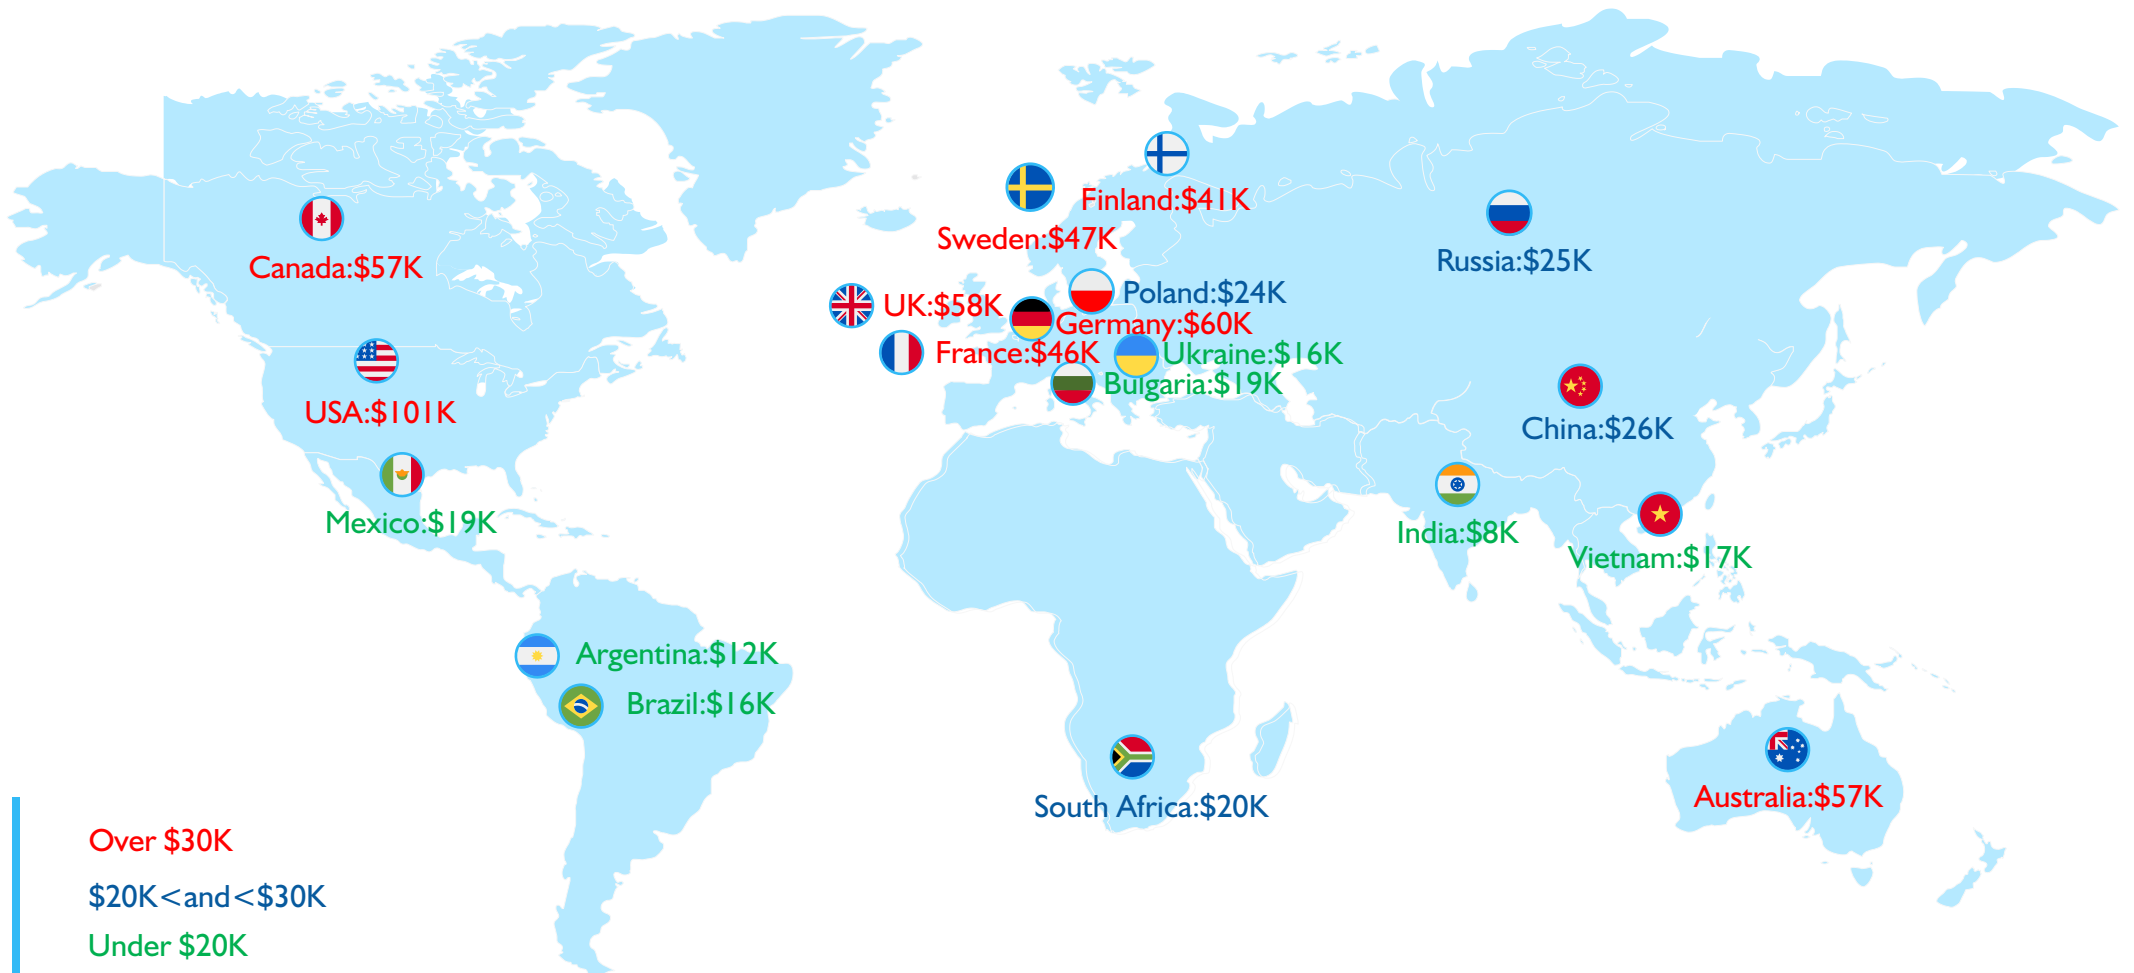 Finland:$41K
Sweden:$47K
Canada:$57K
Russia:$25K
Poland:$24K
UK:$58K
Germany:$60K
France:$46K
Ukraine:$16K
Bulgaria:$19K
USA:$101K
China:$26K
Mexico:$19K
India:$8K
Vietnam:$17K
Argentina:$12K
Brazil:$16K
South Africa:$20K
Australia:$57K
Over $30K
$20K<and<$30K
Under $20K